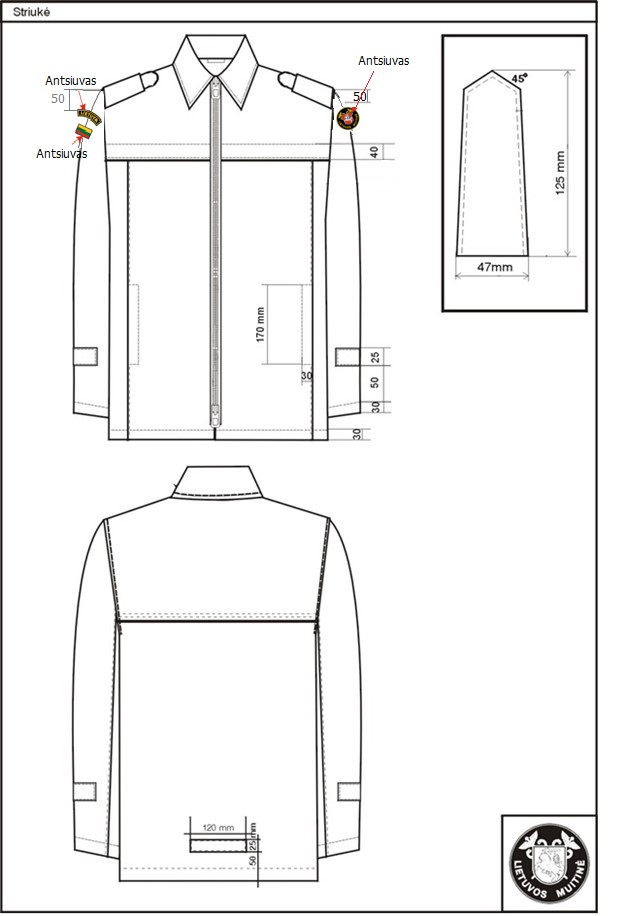 Striukė
Antsiuvas
50
Antsiuvas
Antsiuvas
50
40
170 mm
30
25
50
30
30
45°
125 mm
47mm
120 mm
25 mm
50
LIETUVOS MUITINĖ